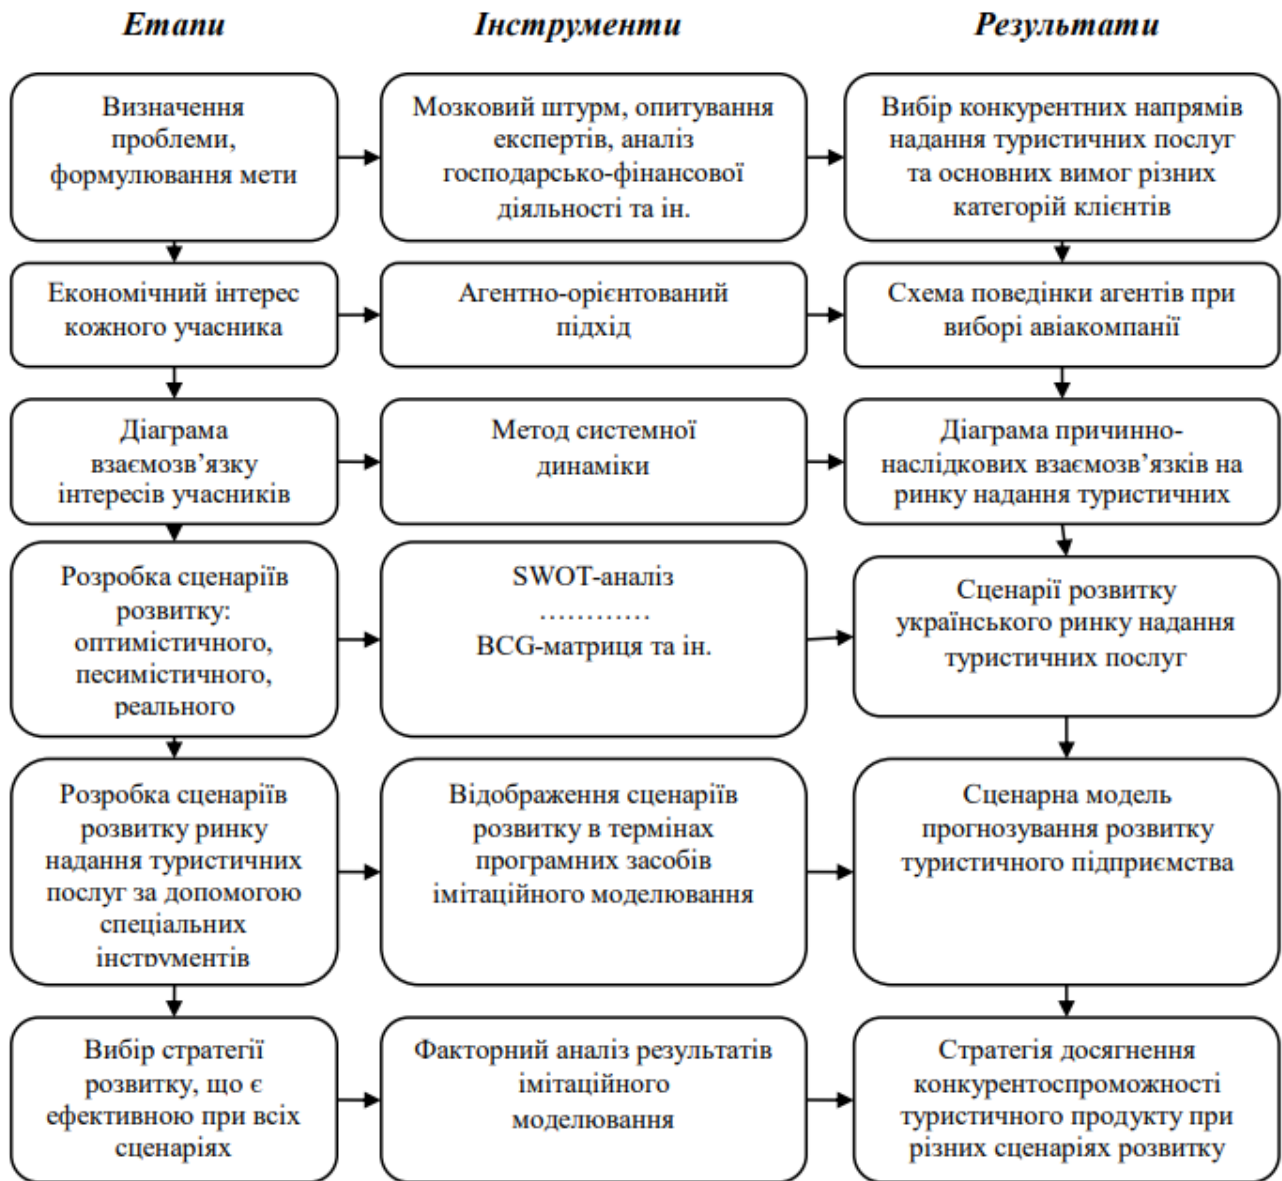 Етапи
Інструменти
Результати
Визначення
проблеми,
формулювання мети
Мозковий штурм, опитування
експертів, аналіз
господарсько-фінансової
діяльності та ін.
Вибір конкурентних напрямів
надання туристичних послуг
та основних вимог різних
категорій клієнтів
Економічний інтерес
кожного учасника
Агентно-орієнтований
підхід
Схема поведінки агентів при
виборі авіакомпанії
Діаграма
взаємозв’язку
інтересів учасників
Метод системної
динаміки
Діаграма причинно-
наслідкових взаємозв’язків на
ринку надання туристичних
Розробка сценаріїв
розвитку:
оптимістичного,
песимістичного,
реального
SWOT-аналіз
…………
BCG-матриця та ін.
Сценарії розвитку
українського ринку надання
туристичних послуг
Розробка сценаріїв
розвитку ринку
надання туристичних
послуг за допомогою
спеціальних
інструментів
Відображення сценаріїв
розвитку в термінах
програмних засобів
імітаційного моделювання
Сценарна модель
прогнозування розвитку
туристичного підприємства
Вибір стратегії
розвитку, що є
ефективною при всіх
сценаріях
Факторний аналіз результатів
імітаційного
моделювання
Стратегія досягнення
конкурентоспроможності
туристичного продукту при
різних сценаріях розвитку